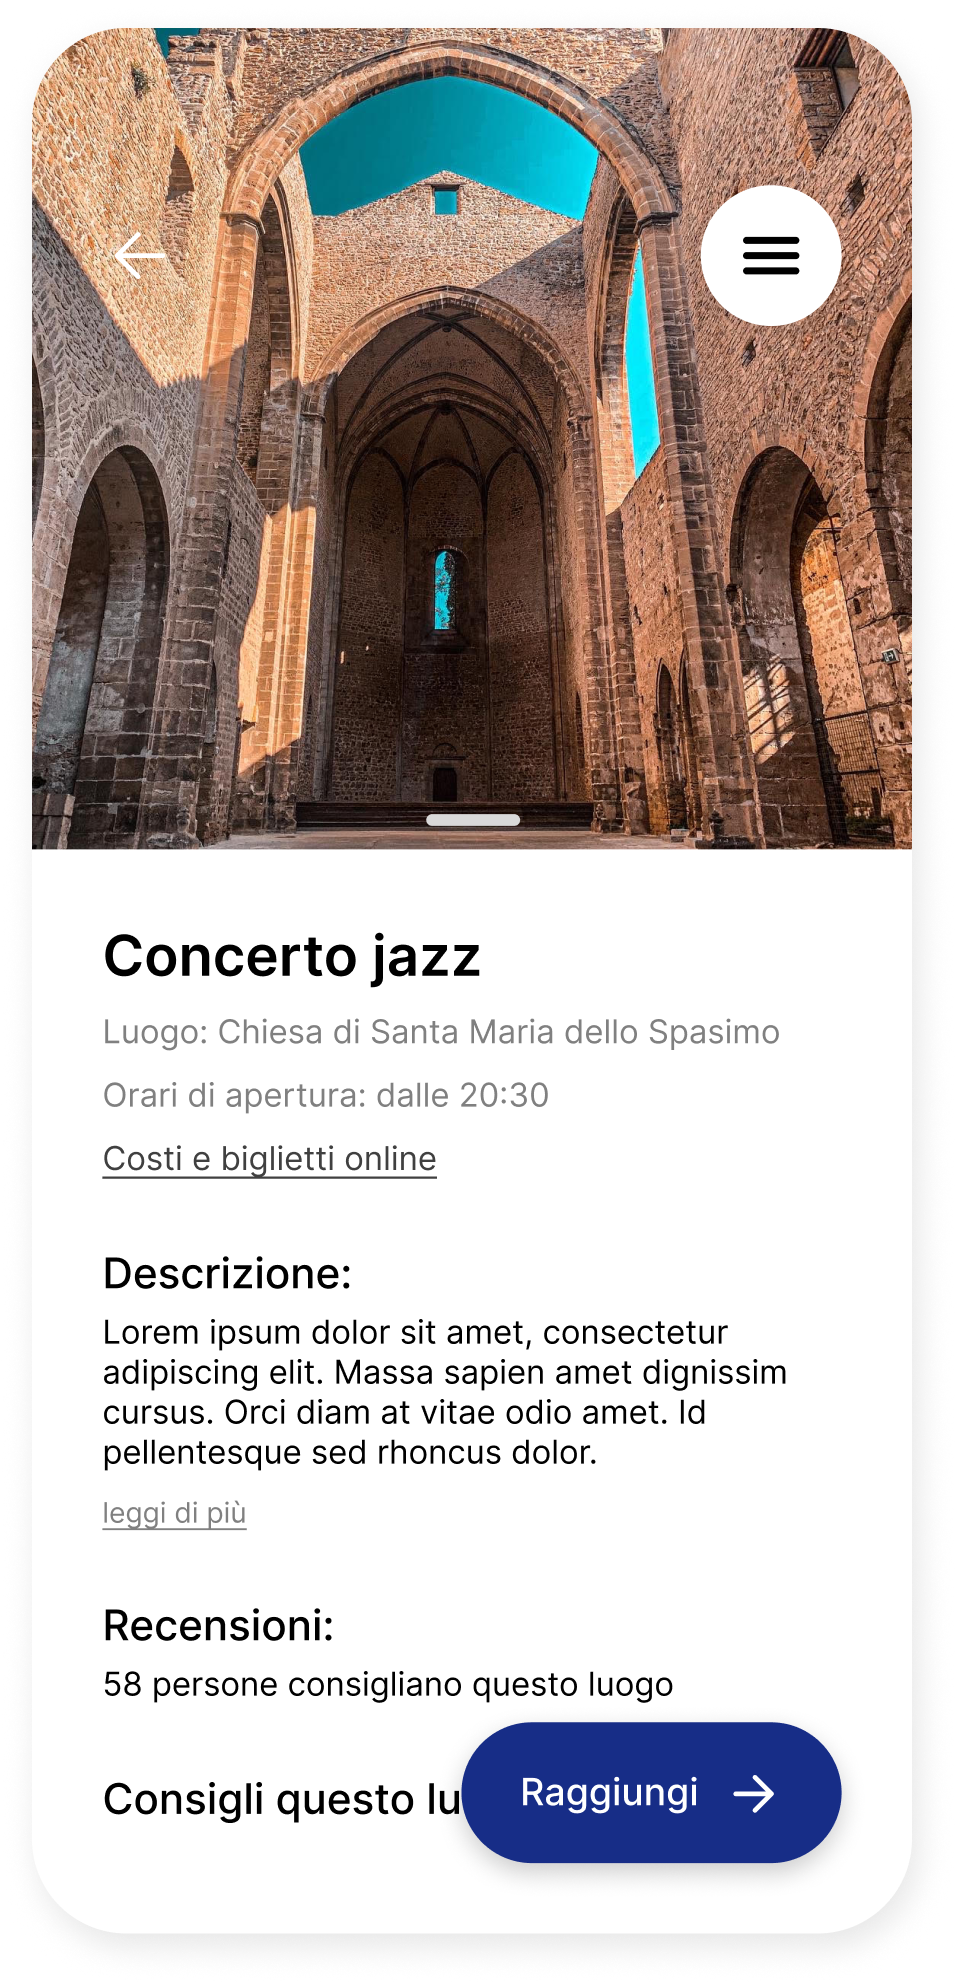 Concerto jazz
Luogo: Chiesa di Santa Maria dello Spasimo
Orari di apertura: dalle 20:30
Costi e biglietti online
Descrizione:
Lorem ipsum dolor sit amet, consectetur
adipiscing elit. Massa sapien amet dignissim
cursus. Orci diam at vitae odio amet. Id
pellentesque sed rhoncus dolor.
leggi di più
Recensioni:
58 persone consigliano questo luogo
Consigli questo lu
Raggiungi